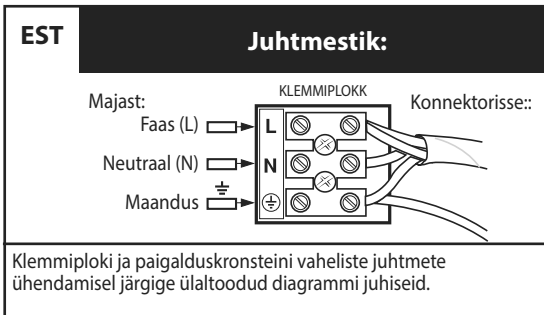 EST
Juhtmestik:
KLEMMIPLOKK
Majast:
Konnektorisse::
Faas (L)
L
Neutraal (N)
N
Maandus
Klemmiploki ja paigalduskronsteini vaheliste juhtmete
ühendamisel järgige ülaltoodud diagrammi juhiseid.